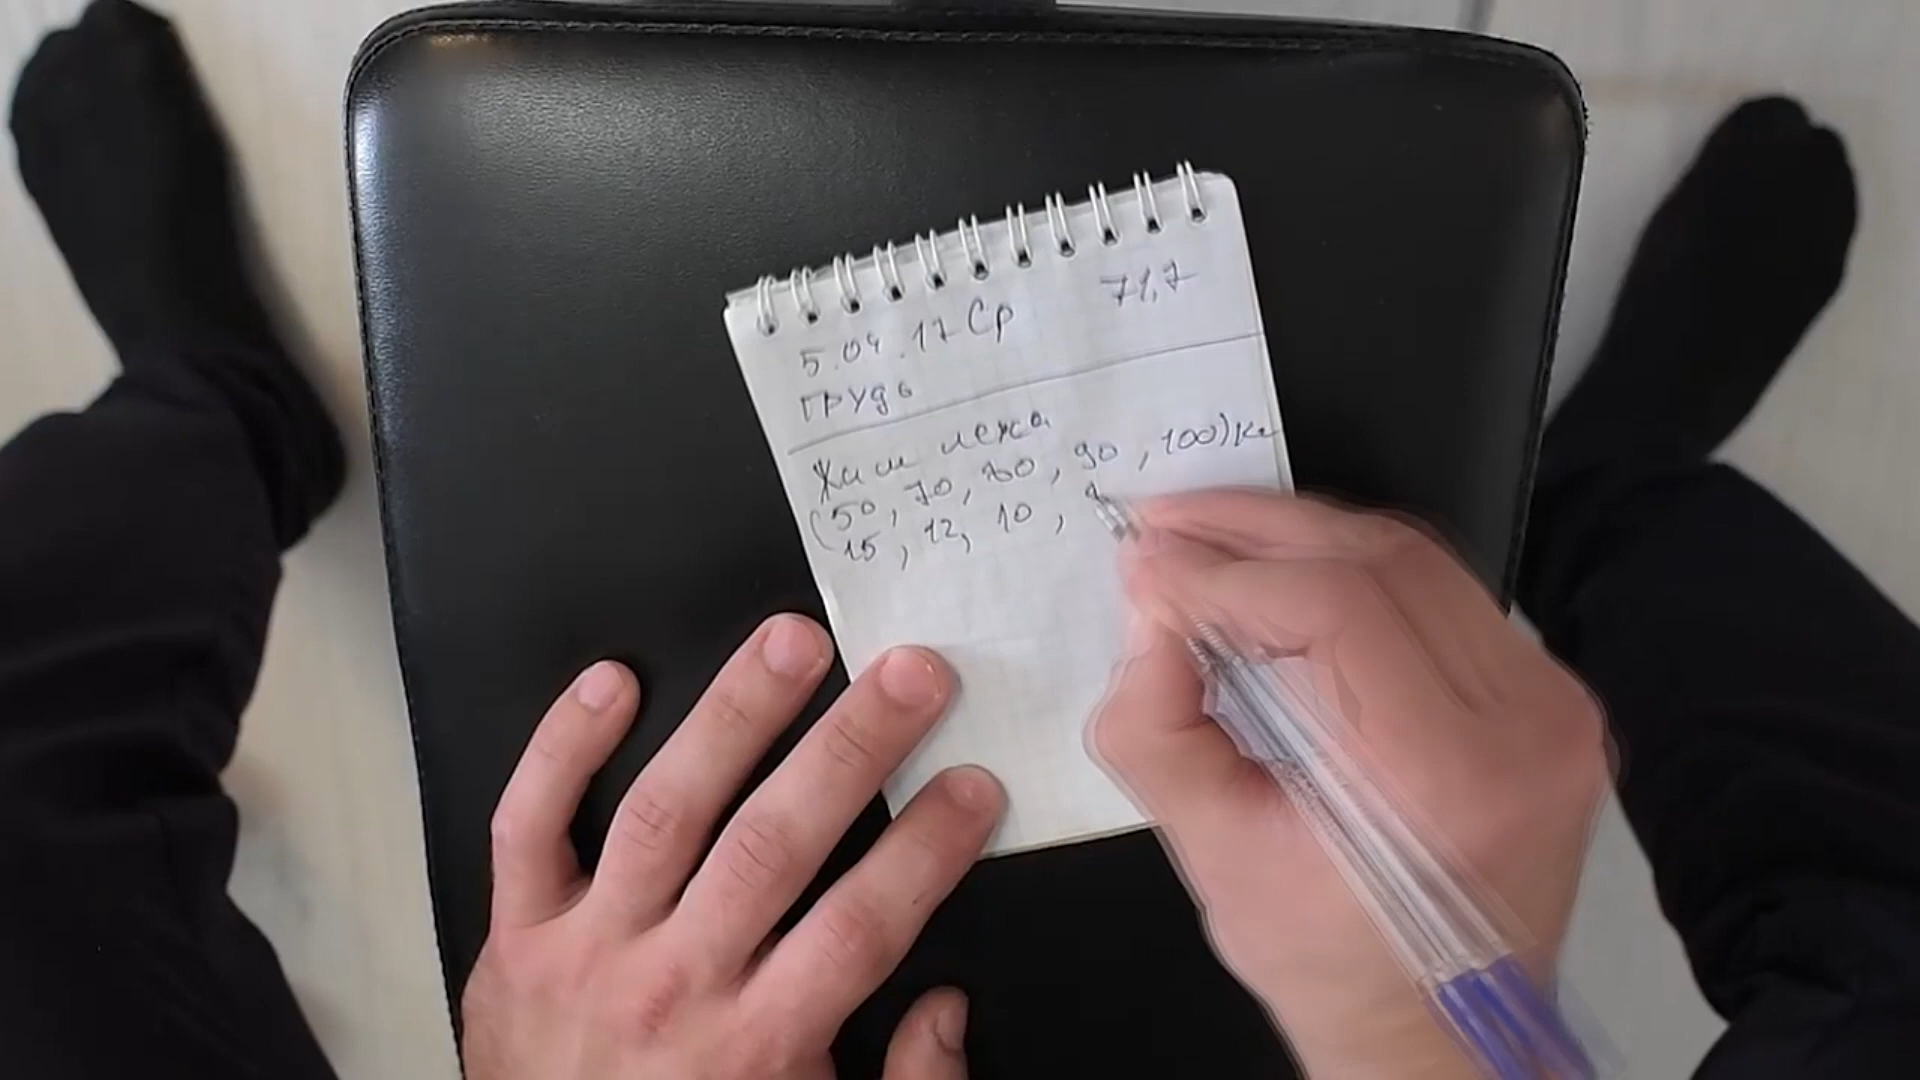 5.04.17 Ср 71,7
ГРУДЬ
Жим лежа
(50, 70, 80, 90, 100)кг
15, 12, 10,